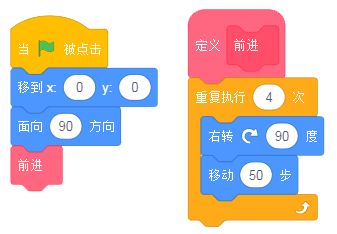 当 被点击
移到 x: 0 y: 0
面向 90 方向
前进
定义 前进
重复执行 4 次
右转 90 度
移动 50 步